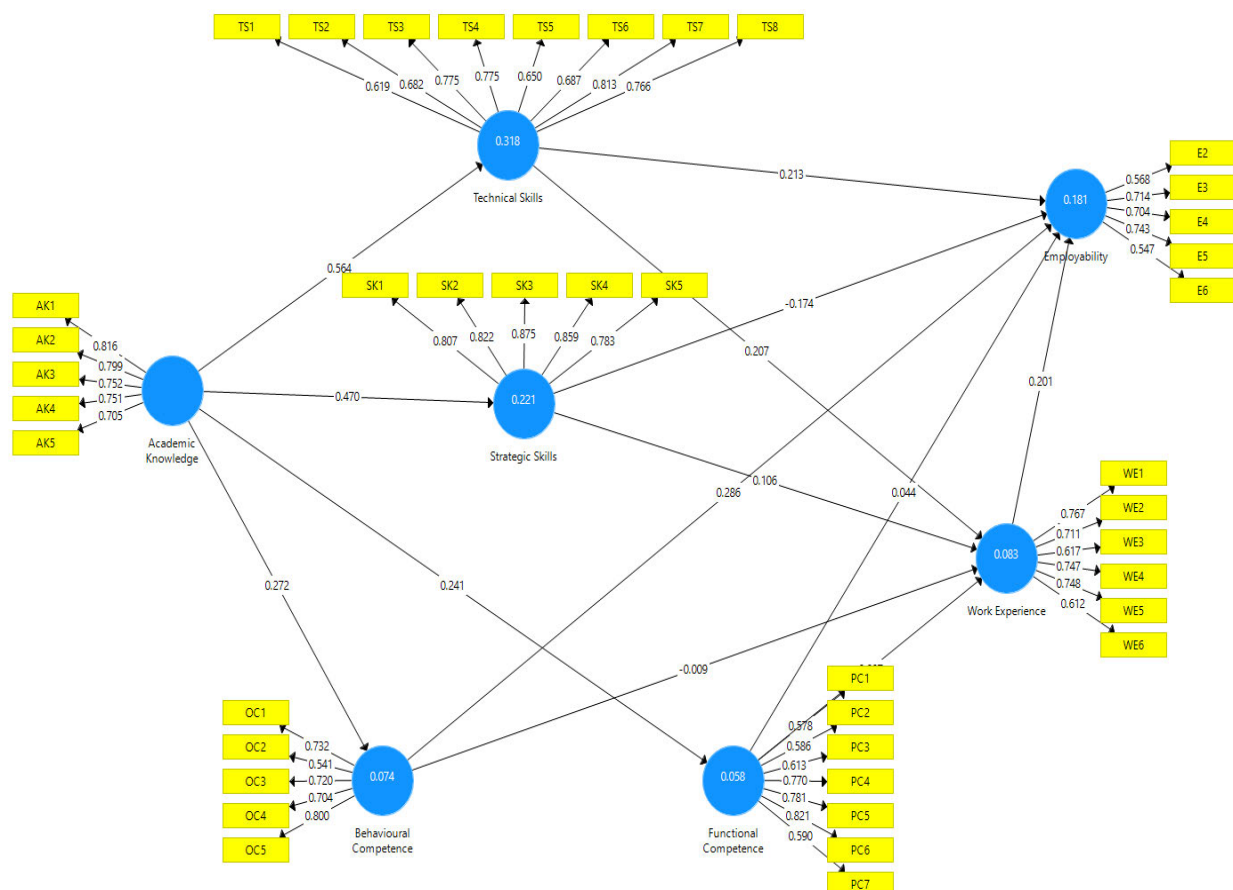 TS1 TS2 TS3 TS4 TS5 TS6 TS7 TS8
0.619 0.682 0.775 0.775 0.650 0.687 0.813 0.766
0.318
Technical Skills
0.213
0.181
Employability
E2
E3
E4
E5
E6
0.568
0.714
0.704
0.743
0.547
0.564
SK1 SK2 SK3 SK4 SK5
0.807 0.822 0.875 0.859 0.783
-0.174
0.207
0.201
AK1
AK2
AK3
AK4
AK5
0.816
0.799
0.752
0.751
0.705
Academic
Knowledge
0.470
0.221
Strategic Skills
0.106
0.286
0.044
WE1
WE2
WE3
WE4
WE5
WE6
0.767
0.711
0.617
0.747
0.748
0.612
0.083
Work Experience
0.272
0.241
-0.009
OC1
OC2
OC3
OC4
OC5
0.732
0.541
0.720
0.704
0.800
0.074
Behavioural
Competence
0.058
Functional
Competence
PC1
PC2
PC3
PC4
PC5
PC6
PC7
0.578
0.586
0.613
0.770
0.781
0.821
0.590